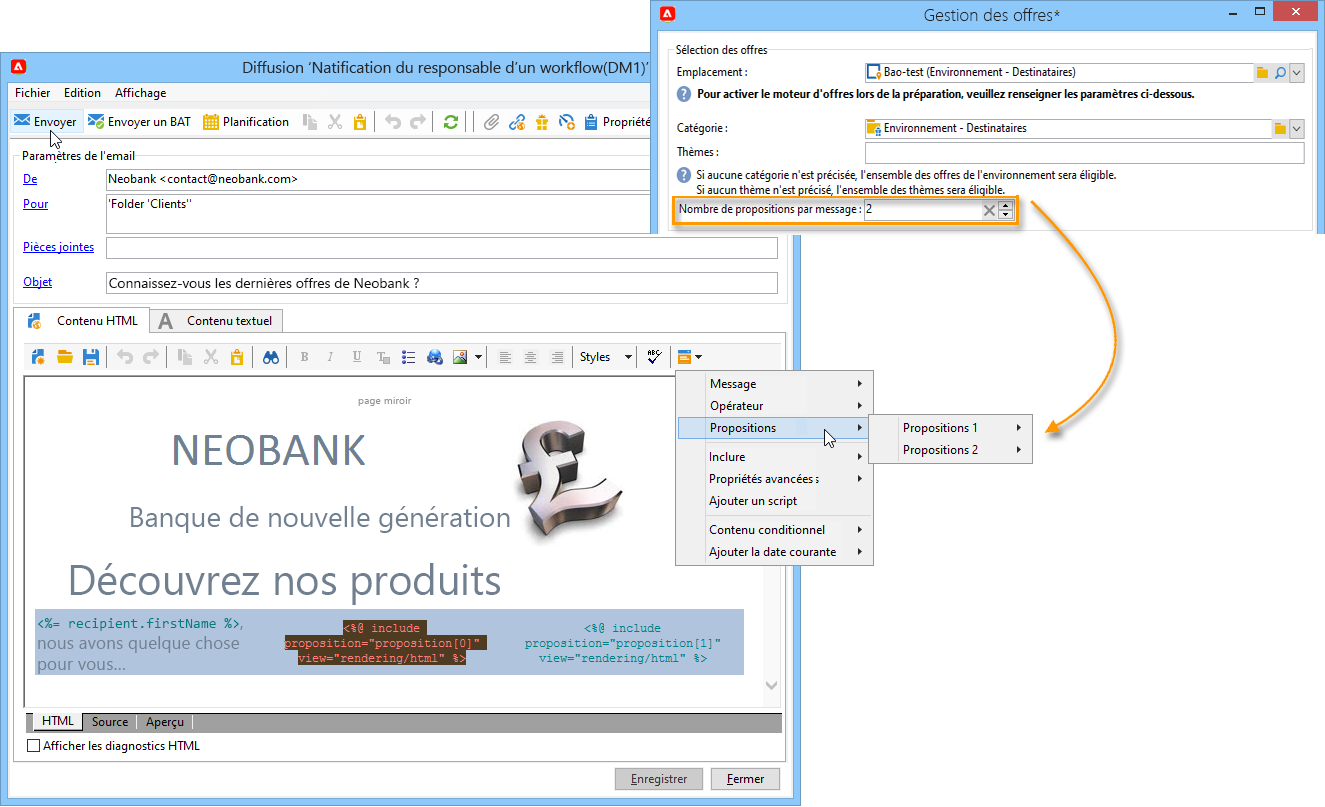 Gestion des offres*
Sélection des offres
Emplacement :
Bao-test (Environnement - Destinataires)
Pour activer le moteur d'offres lors de la préparation, veuillez renseigner les paramètres ci-dessous.
Catégorie :
Environnement - Destinataires
Thèmes :
Si aucune catégorie n'est précisée, l'ensemble des offres de l'environnement sera éligible.
Si aucun thème n'est précisé, l'ensemble des thèmes sera éligible.
Nombre de propositions par message : 2
Diffusion ‘Natification du responsable d’un workflow(DM1)’
Fichier Edition Affichage
Envoyer Envoyer un BAT Planification Propriété
Paramètres de l'email
De
Neobank <contact@neobank.com>
Pour
'Folder 'Clients''
Pièces jointes
Objet
Connaissez-vous les dernières offres de Neobank ?
Contenu HTML A Contenu textuel
B I U Styles ABC
page miroir
NEOBANK
Banque de nouvelle génération
Découvrez nos produits
<%= recipient.firstName %>,
nous avons quelque chose
pour vous...
<%@ include
proposition="proposition[0]"
view="rendering/html" %>
<%@ include
proposition="proposition[1]"
view="rendering/html" %>
Message
Opérateur
Propositions
Inclure
Propriétés avancées
Ajouter un script
Contenu conditionnel
Ajouter la date courante
Propositions 1
Propositions 2
HTML Source Aperçu
Afficher les diagnostics HTML
Enregistrer Fermer